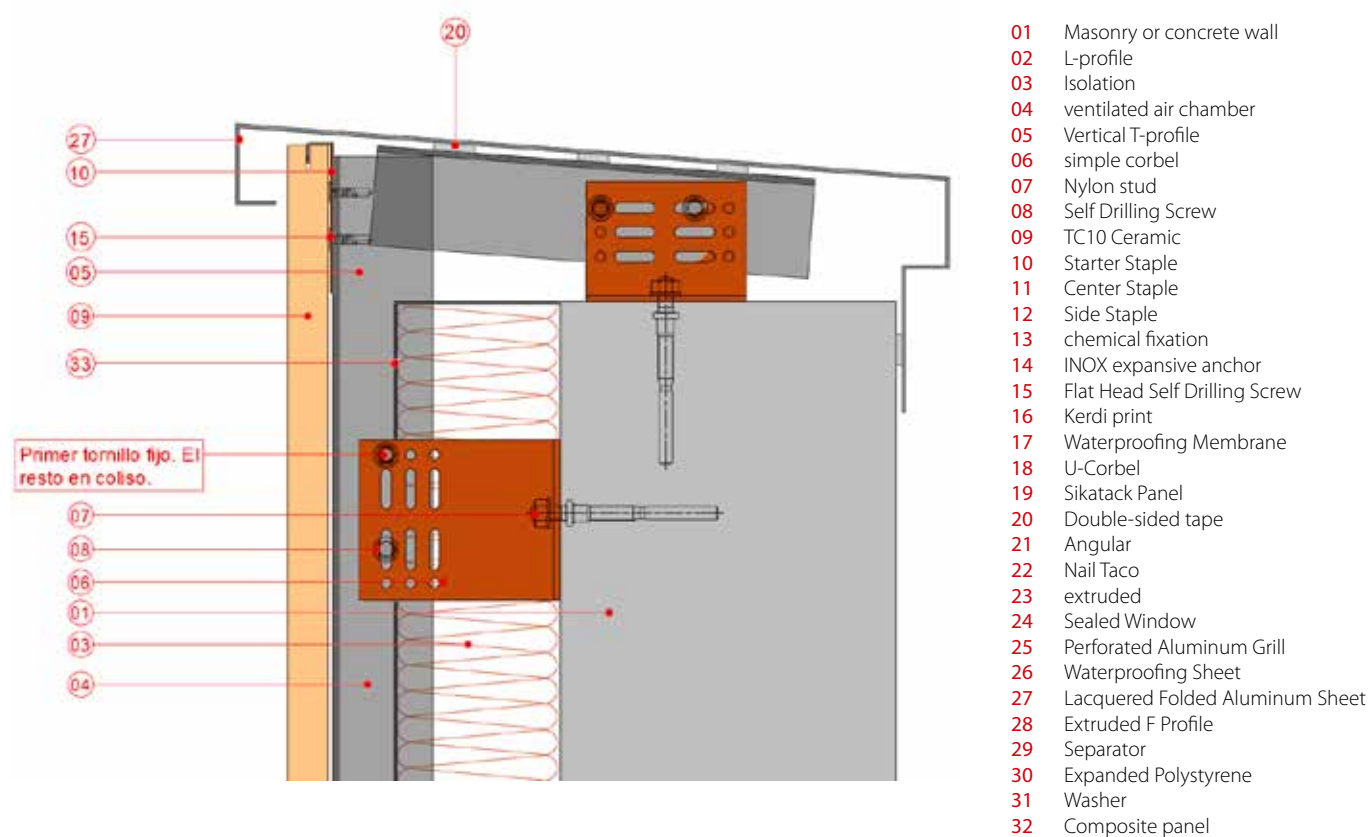 20
27
10
15
05
09
33
Primer tornillo fijo. El
resto en coliso.
07
08
06
01
03
04
01 Masonry or concrete wall
02 L-profile
03 Isolation
04 ventilated air chamber
05 Vertical T-profile
06 simple corbel
07 Nylon stud
08 Self Drilling Screw
09 TC10 Ceramic
10 Starter Staple
11 Center Staple
12 Side Staple
13 chemical fixation
14 INOX expansive anchor
15 Flat Head Self Drilling Screw
16 Kerdi print
17 Waterproofing Membrane
18 U-Corbel
19 Sikatack Panel
20 Double-sided tape
21 Angular
22 Nail Taco
23 extruded
24 Sealed Window
25 Perforated Aluminum Grill
26 Waterproofing Sheet
27 Lacquered Folded Aluminum Sheet
28 Extruded F Profile
29 Separator
30 Expanded Polystyrene
31 Washer
32 Composite panel